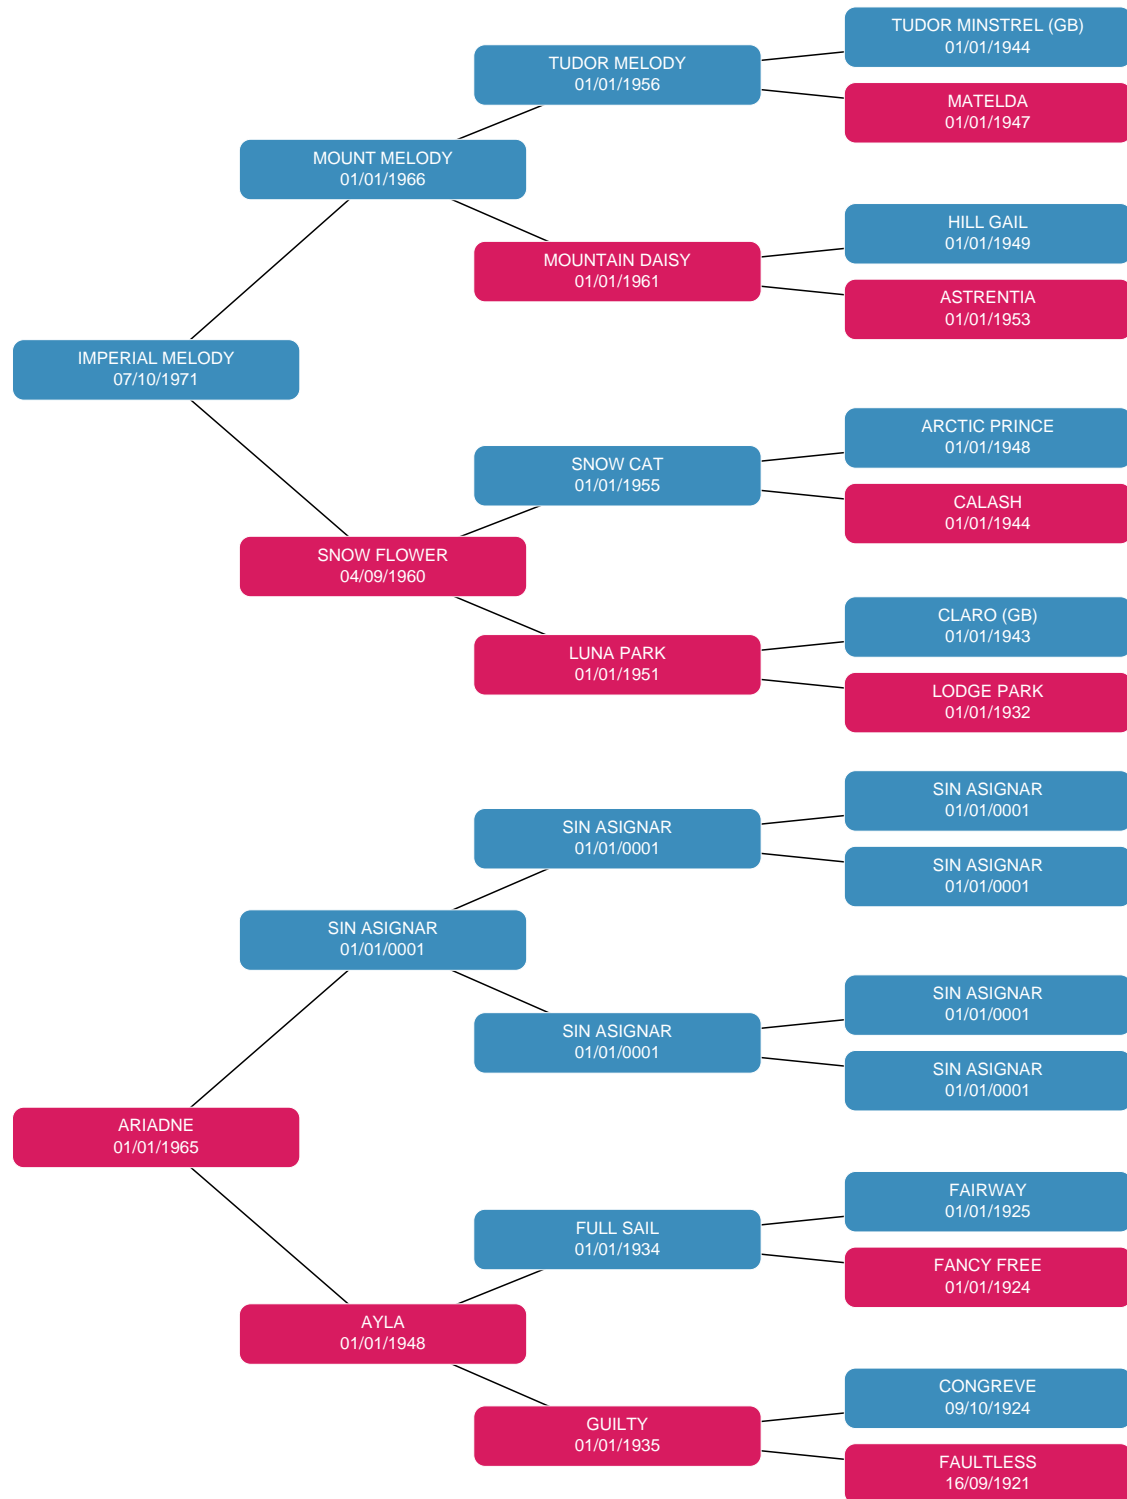 TUDOR MINSTREL (GB)
01/01/1944
TUDOR MELODY
01/01/1956
MATELDA
01/01/1947
MOUNT MELODY
01/01/1966
HILL GAIL
01/01/1949
MOUNTAIN DAISY
01/01/1961
ASTRENTIA
01/01/1953
IMPERIAL MELODY
07/10/1971
ARCTIC PRINCE
01/01/1948
SNOW CAT
01/01/1955
CALASH
01/01/1944
SNOW FLOWER
04/09/1960
CLARO (GB)
01/01/1943
LUNA PARK
01/01/1951
LODGE PARK
01/01/1932
SIN ASIGNAR
01/01/0001
SIN ASIGNAR
01/01/0001
SIN ASIGNAR
01/01/0001
SIN ASIGNAR
01/01/0001
SIN ASIGNAR
01/01/0001
SIN ASIGNAR
01/01/0001
SIN ASIGNAR
01/01/0001
ARIADNE
01/01/1965
FAIRWAY
01/01/1925
FULL SAIL
01/01/1934
FANCY FREE
01/01/1924
AYLA
01/01/1948
CONGREVE
09/10/1924
GUILTY
01/01/1935
FAULTLESS
16/09/1921